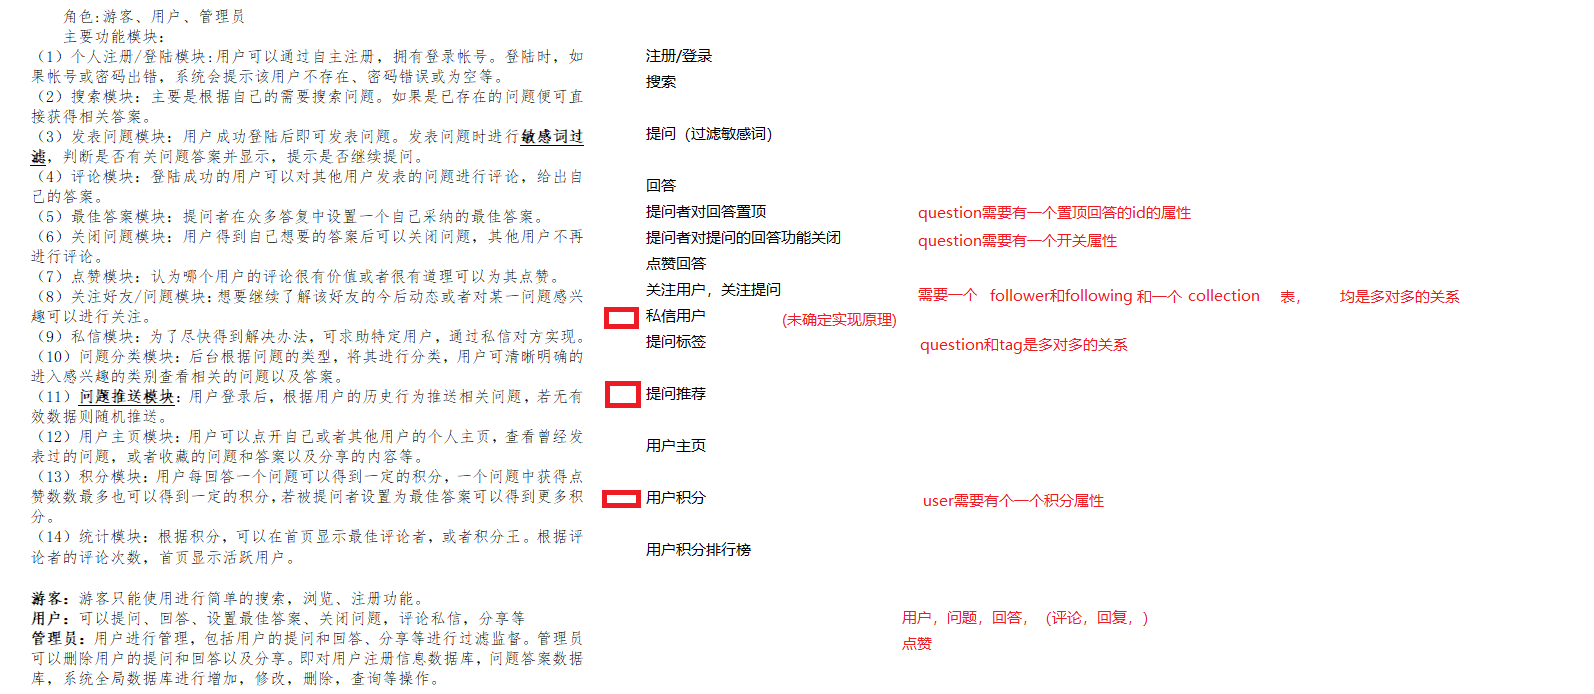 角色:游客、用户、管理员
主要功能模块:
(1)个人注册/登陆模块:用户可以通过自主注册，拥有登录帐号。登陆时，如
果帐号或密码出错，系统会提示该用户不存在、密码错误或为空等。
(2)搜索模块: 主要是根据自己的需要搜索问题。如果是已存在的问题便可直
接获得相关答案。
(3)发表问题模块: 用户成功登陆后即可发表问题。发表问题时进行敏感词过
滤，判断是否有关问题答案并显示，提示是否继续提问。
(4)评论模块: 登陆成功的用户可以对其他用户发表的问题进行评论，给出自
己的答案。
(5)最佳答案模块: 提问者在众多答复中设置一个自己采纳的最佳答案。
(6)关闭问题模块: 用户得到自己想要的答案后可以关闭问题，其他用户不再
进行评论。
(7)点赞模块: 认为哪个用户的评论很有价值或者很有道理可以为其点赞。
(8)关注好友/问题模块:想要继续了解该好友的今后动态或者对某一问题感兴
趣可以进行关注。
(9)私信模块: 为了尽快得到解决办法，可求助特定用户，通过私信对方实现。
(10)问题分类模块: 后台根据问题的类型，将其进行分类，用户可清晰明确的
进入感兴趣的类别查看相关的问题以及答案。
(11)问题推送模块: 用户登录后，根据用户的历史行为推送相关问题，若无有
效数据则随机推送。
(12)用户主页模块: 用户可以点开自己或者其他用户的个人主页，查看曾经发
表过的问题，或者收藏的问题和答案以及分享的内容等。
(13)积分模块: 用户每回答一个问题可以得到一定的积分，一个问题中获得点
赞数数最多也可以得到一定的积分，若被提问者设置为最佳答案可以得到更多积
分。
(14)统计模块: 根据积分，可以在首页显示最佳评论者，或者积分王。根据评
论者的评论次数，首页显示活跃用户。
游客: 游客只能使用进行简单的搜索，浏览、注册功能。
用户: 可以提问、回答、设置最佳答案、关闭问题，评论私信，分享等
管理员: 用户进行管理，包括用户的提问和回答、分享等进行过滤监督。管理员
可以删除用户的提问和回答以及分享。即对用户注册信息数据库，问题答案数据
库，系统全局数据库进行增加，修改，删除，查询等操作。
注册/登录
搜索
提问（过滤敏感词）
回答
提问者对回答置顶
question需要有一个置顶回答的id的属性
提问者对提问的回答功能关闭
question需要有一个开关属性
点赞回答
关注用户，关注提问
需要一个 follower和following 和一个 collection 表， 均是多对多的关系
私信用户
(未确定实现原理)
提问标签
question和tag是多对多的关系
提问推荐
用户主页
用户积分
user需要有个一个积分属性
用户积分排行榜
用户，问题，回答，（评论，回复，）
点赞